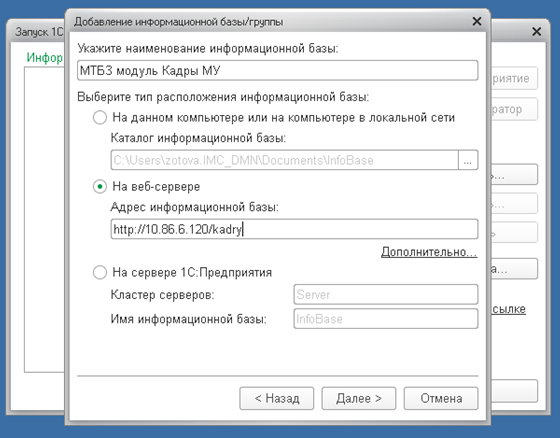 Добавление информационной базы/группы
Запуск 1С
Инфор
Укажите наименование информационной базы:
МТБЗ модуль Кадры МУ
Выберите тип расположения информационной базы:
На данном компьютере или на компьютере в локальной сети
Каталог информационной базы:
C:\Users\zotova.IMC_DMN\Documents\InfoBase
...
На веб-сервере
Адрес информационной базы:
http://10.86.6.120/kadry
Дополнительно...
На сервере 1С:Предприятия
Кластер серверов:
Server
Имя информационной базы:
InfoBase
< Назад
Далее >
Отмена
риятие
ратор
ь...
...
ь
а...
сылке